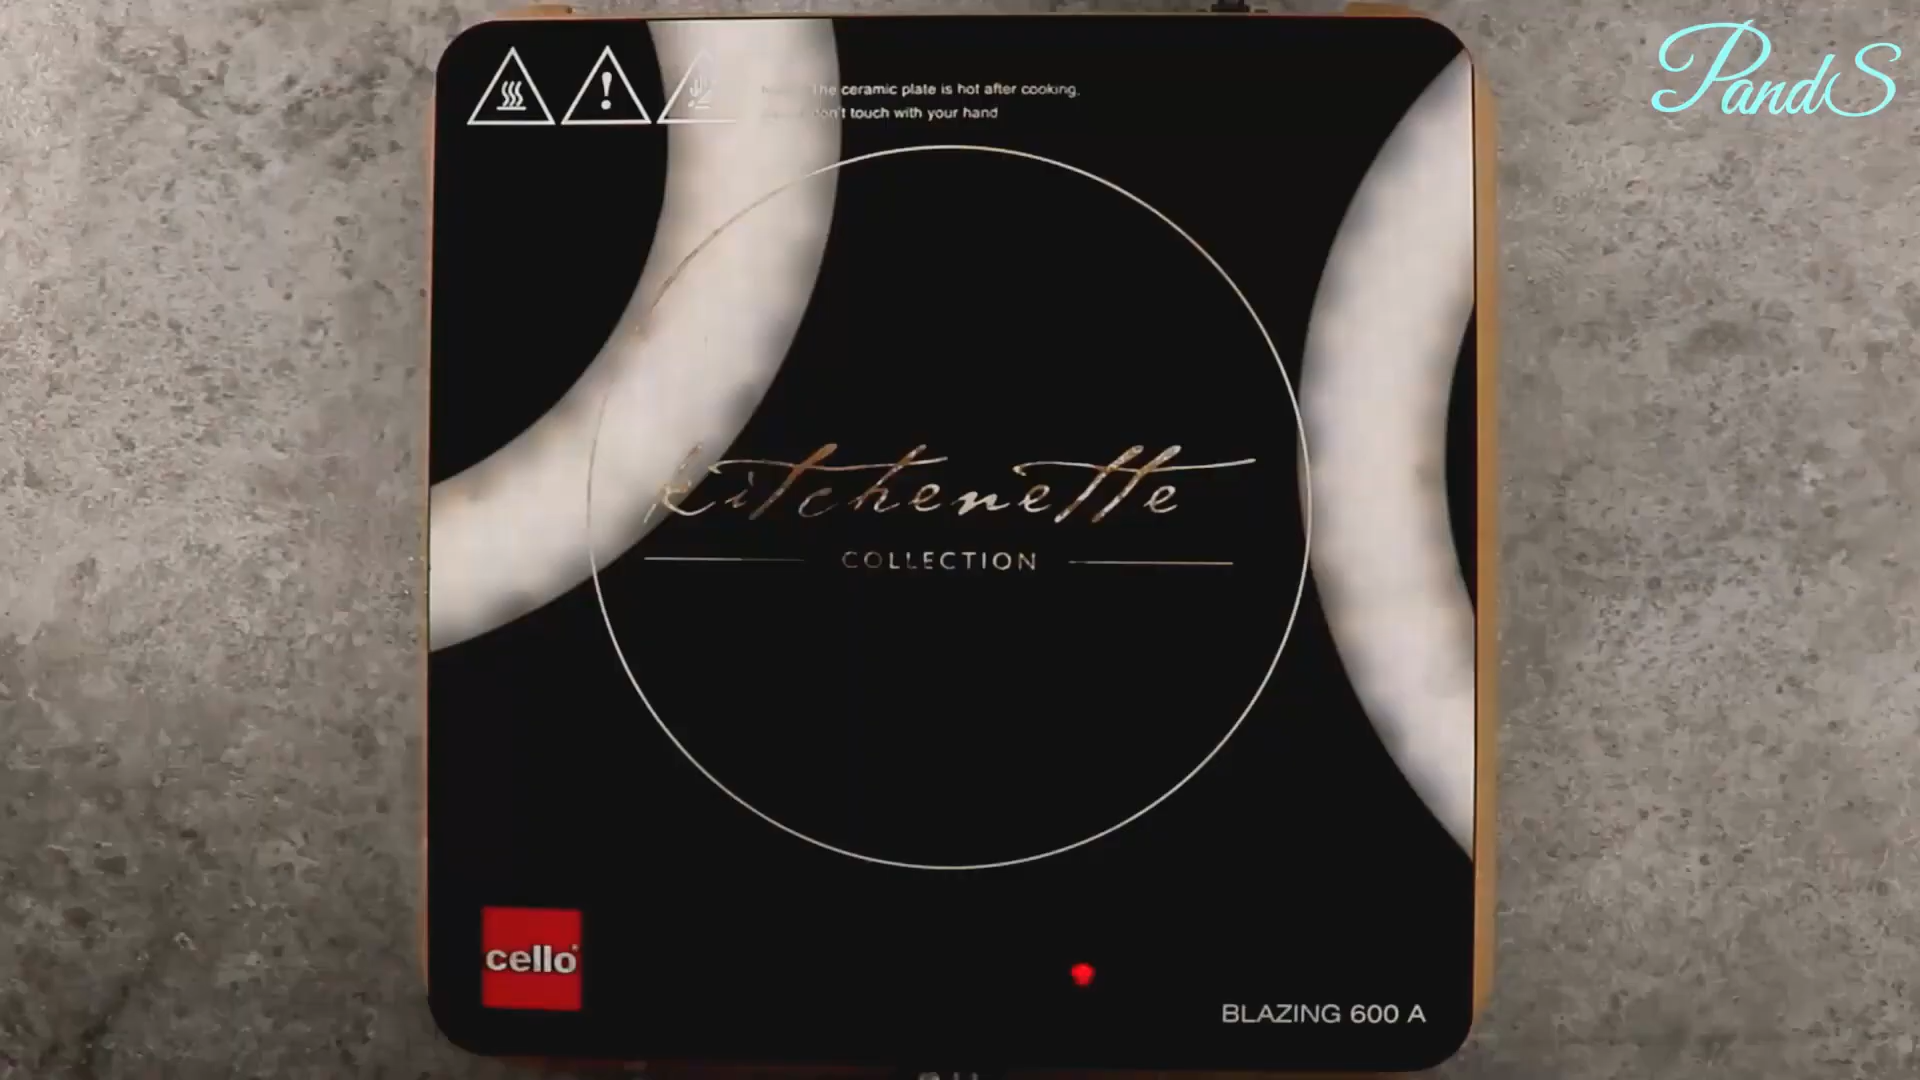 PandS
The ceramic plate is hot after cooking,
don't touch with your hand
kitchenette
COLLECTION
cello
BLAZING 600 A